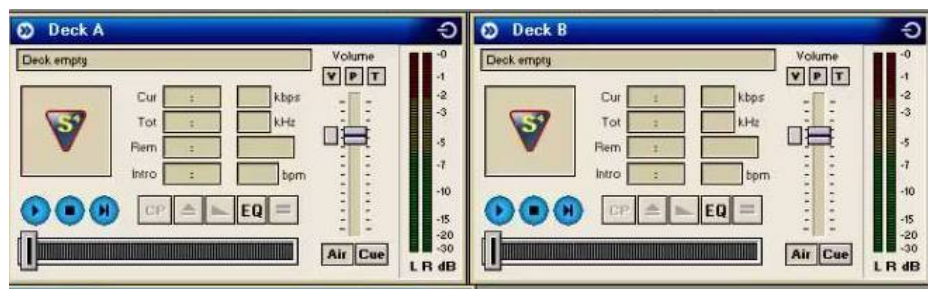 Deck A
Deck empty
Volume
V P T
Cur : kbps
Tot : kHz
Rem :
Intro : bpm
CP EQ =
Air Cue
-0
-1
-2
-3
-5
-7
-10
-15
-20
-30
L R dB
S
Deck B
Deck empty
Volume
V P T
Cur : kbps
Tot : kHz
Rem :
Intro : bpm
CP EQ =
Air Cue
-0
-1
-2
-3
-5
-7
-10
-15
-20
-30
L R dB
S